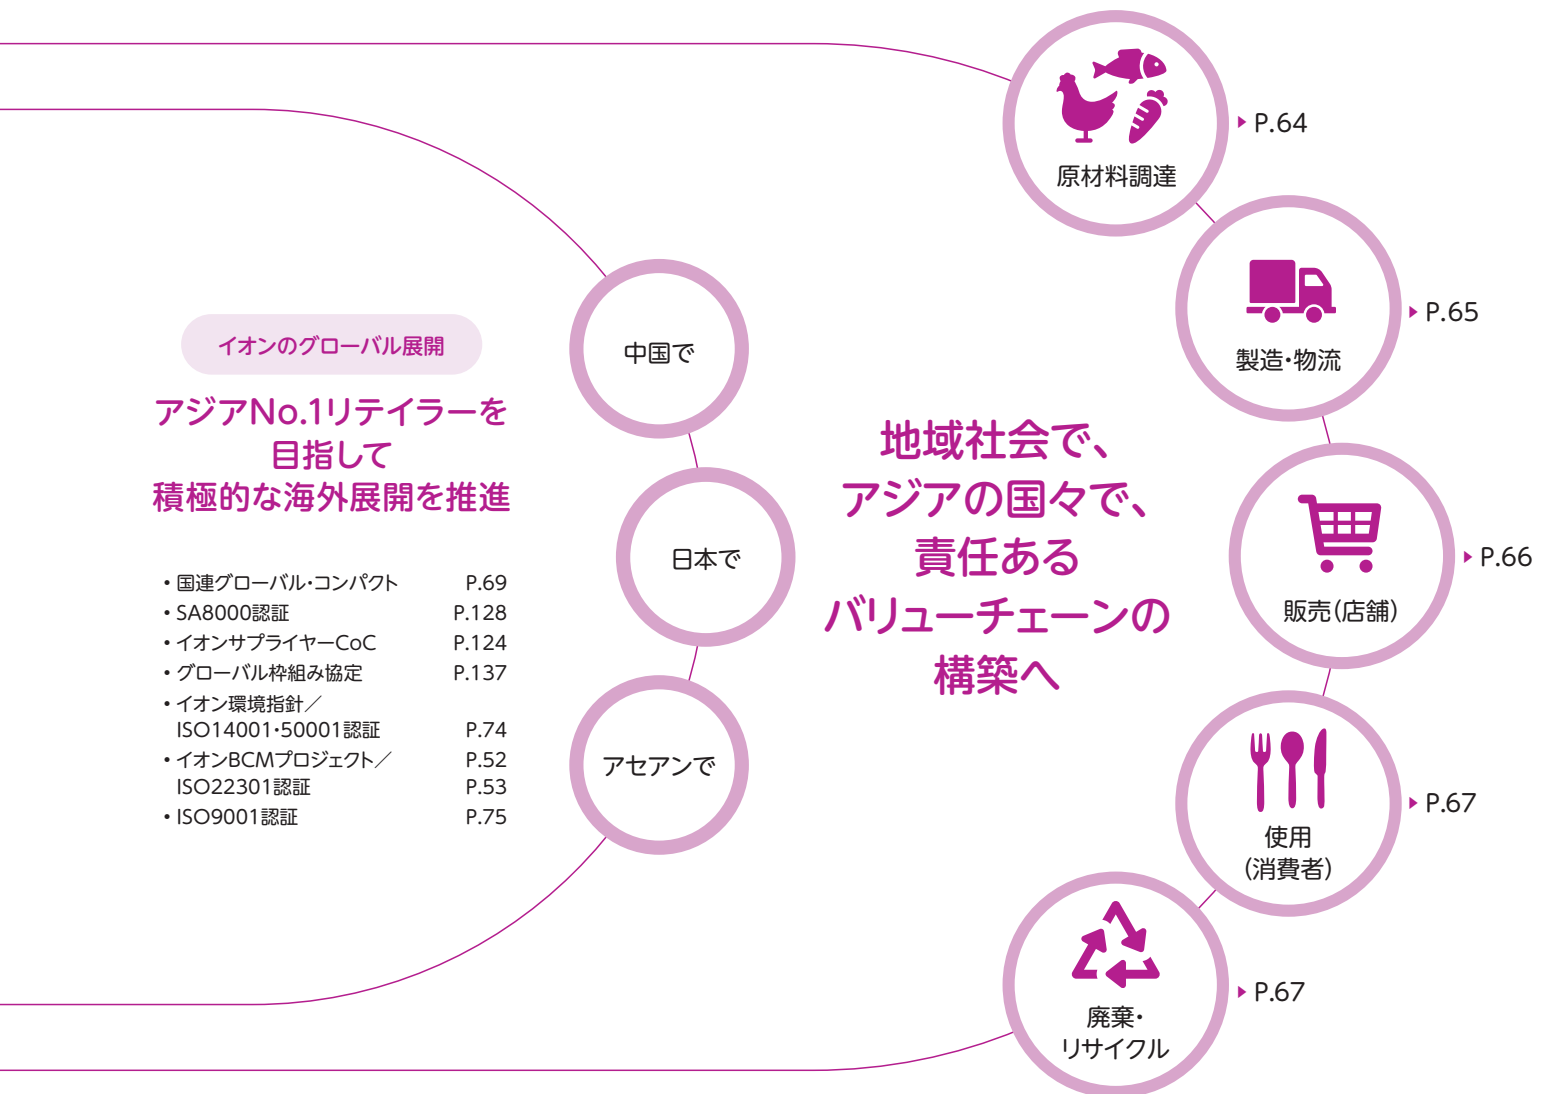 イオンのグローバル展開
アジアNo.1リテイラーを
目指して
積極的な海外展開を推進
・国連グローバル・コンパクト P.69
・SA8000認証 P.128
・イオンサプライヤーCoC P.124
・グローバル枠組み協定 P.137
・イオン環境指針／
ISO14001・50001認証 P.74
・イオンBCMプロジェクト／ P.52
ISO22301認証 P.53
・ISO9001認証 P.75
中国で
日本で
アセアンで
地域社会で、
アジアの国々で、
責任ある
バリューチェーンの
構築へ
原材料調達
P.64
製造・物流
P.65
販売（店舗）
P.66
使用
（消費者）
P.67
廃棄・
リサイクル
P.67